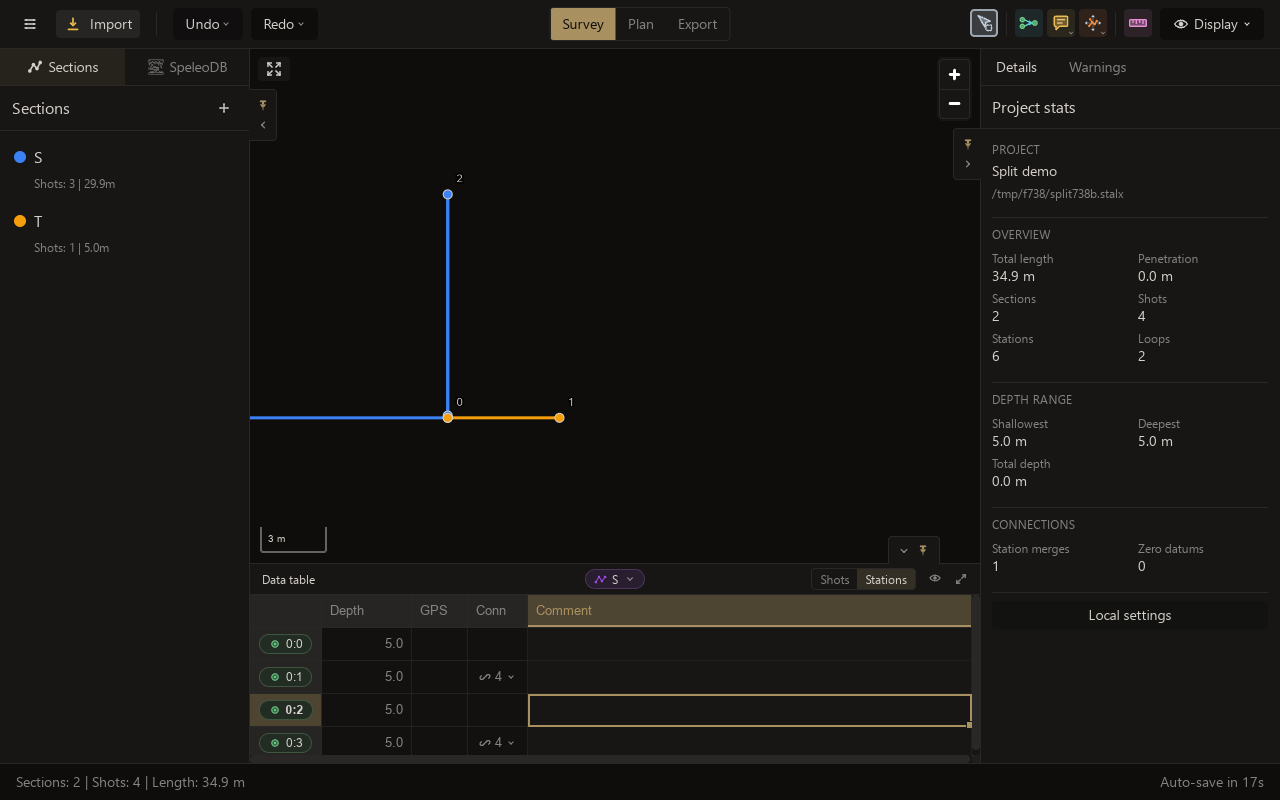 Import
Undo
Redo
Survey
Plan
Export
Display
Sections
SpeleoDB
Details
Warnings
Sections
Project stats
S
Shots: 3 | 29.9m
T
Shots: 1 | 5.0m
PROJECT
Split demo
/tmp/f738/split738b.stalx
OVERVIEW
Total length
Penetration
34.9 m
0.0 m
Sections
Shots
2
4
Stations
Loops
6
2
DEPTH RANGE
Shallowest
Deepest
5.0 m
5.0 m
Total depth
0.0 m
CONNECTIONS
Station merges
Zero datums
1
0
Local settings
2
0
1
3 m
Data table
S
Shots
Stations
Depth
GPS
Conn
Comment
0:0
5.0
0:1
5.0
4
0:2
5.0
0:3
5.0
4
Sections: 2 | Shots: 4 | Length: 34.9 m
Auto-save in 17s